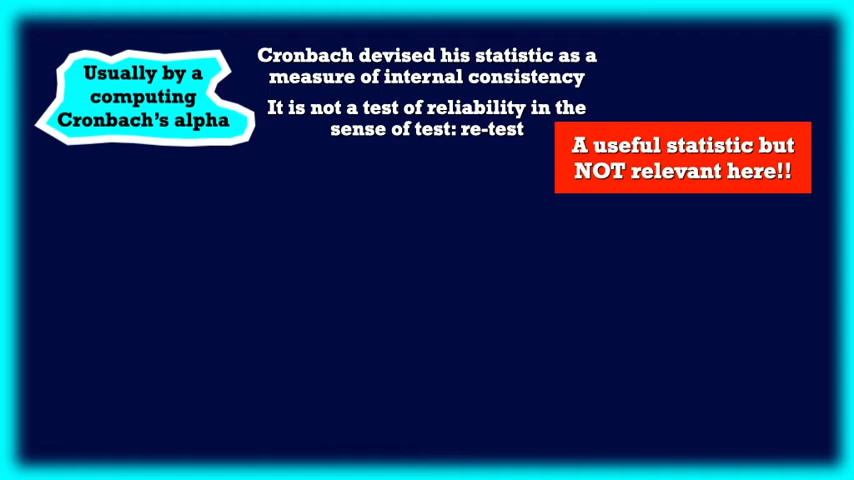 Usually by a
computing
Cronbach's alpha
Cronbach devised his statistic as a
measure of internal consistency
It is not a test of reliability in the
sense of test: re-test
A useful statistic but
NOT relevant here!!